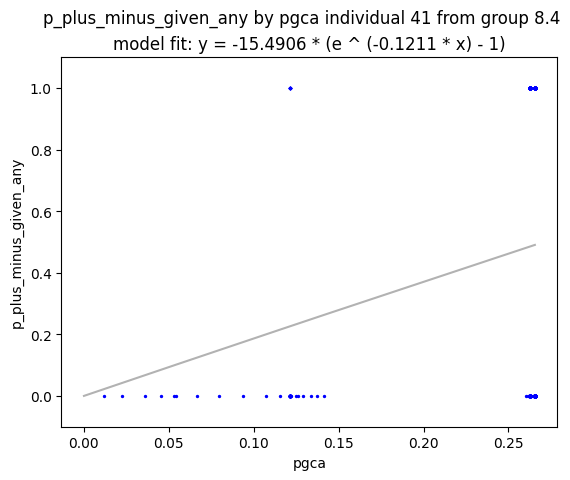 p_plus_minus_given_any by pgca individual 41 from group 8.4
model fit: y = -15.4906 * (e ^ (-0.1211 * x) - 1)
1.0
0.8
0.6
0.4
0.2
0.0
p_plus_minus_given_any
0.00 0.05 0.10 0.15 0.20 0.25
pgca